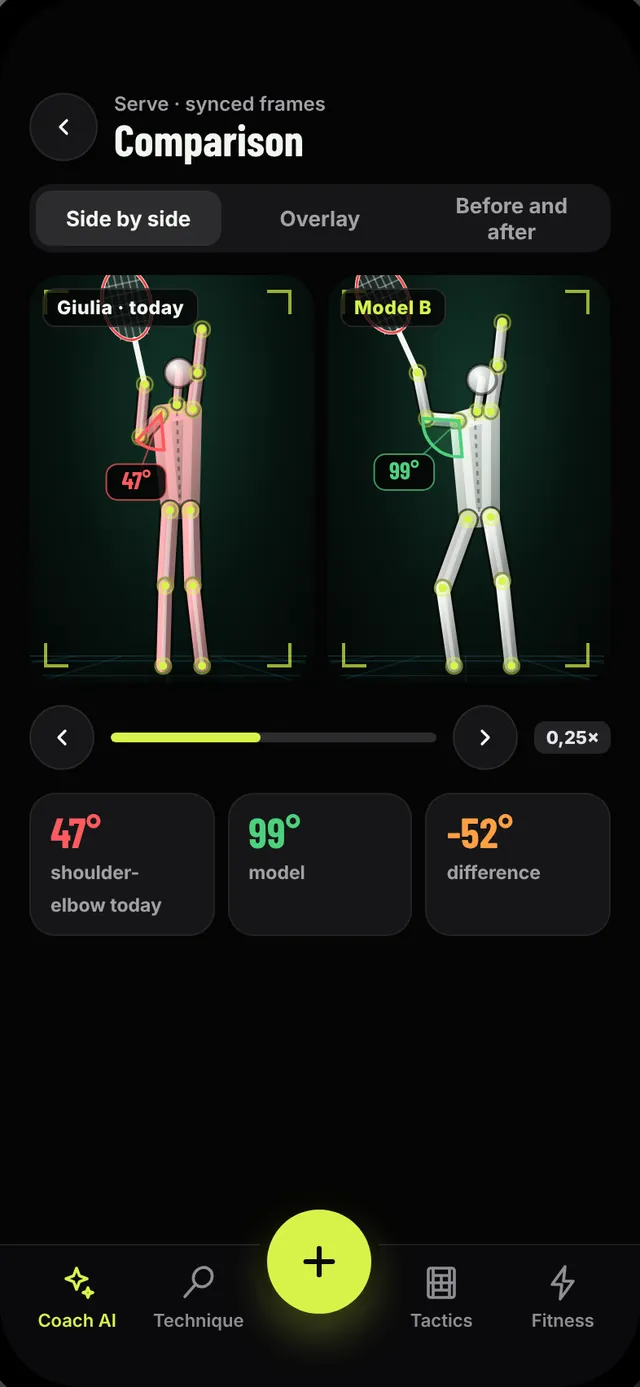 Serve · synced frames
Comparison
Side by side
Overlay
Before and
after
Giulia · today
Model B
47°
99°
0,25×
47°
shoulder-
elbow today
99°
model
-52°
difference
Coach AI
Technique
Tactics
Fitness